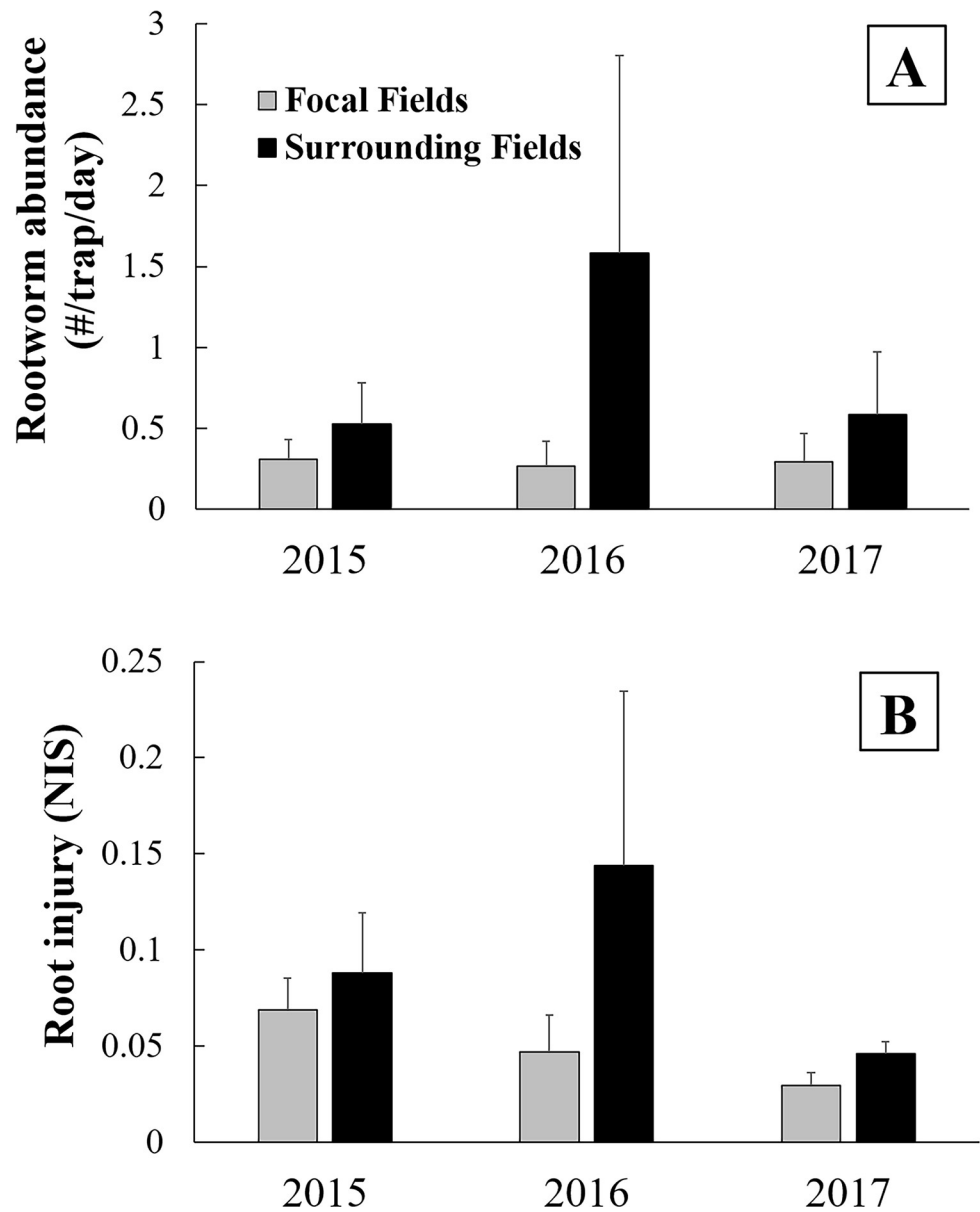 A
Focal Fields
Surrounding Fields
Rootworm abundance
(#/trap/day)
3
2.5
2
1.5
1
0.5
0
2015 2016 2017
B
Root injury (NIS)
0.25
0.2
0.15
0.1
0.05
0
2015 2016 2017